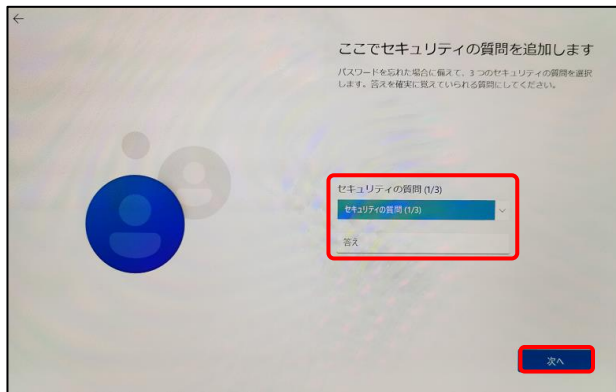 ここでセキュリティの質問を追加します
パスワードを忘れた場合に備えて、3 つのセキュリティの質問を選択
します。答えを確実に覚えていられる質問にしてください。
セキュリティの質問 (1/3)
セキュリティの質問 (1/3)
答え
次へ